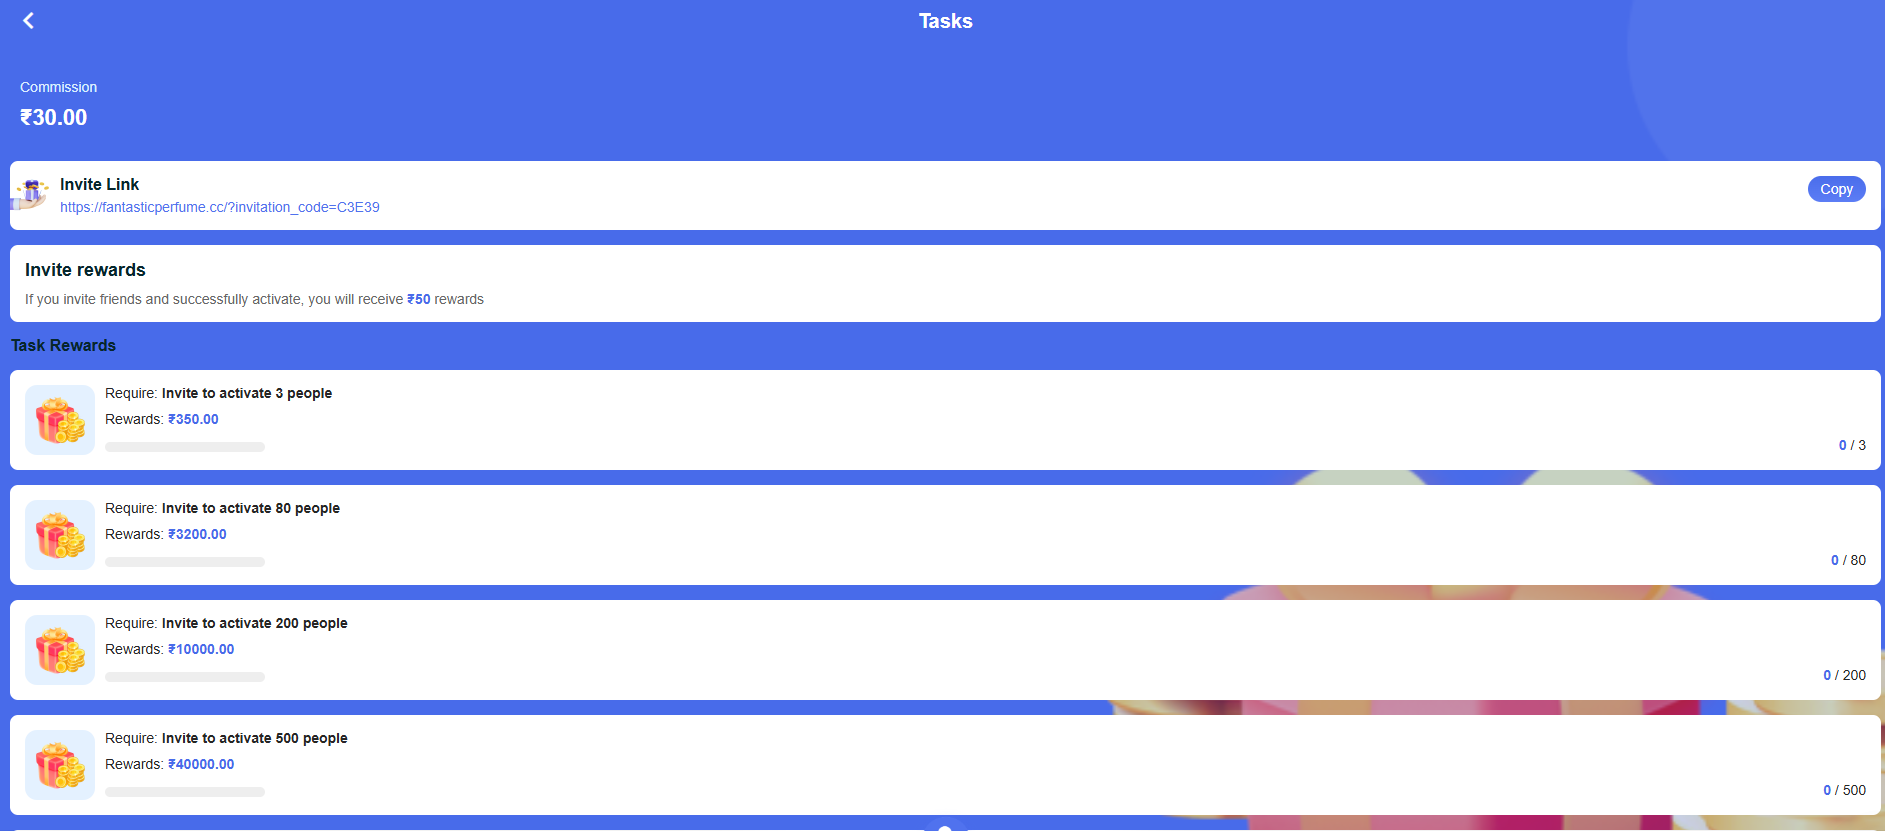 Tasks
Commission
₹30.00
Invite Link
https://fantasticperfume.cc/?invitation_code=C3E39
Copy
Invite rewards
If you invite friends and successfully activate, you will receive ₹50 rewards
Task Rewards
Require: Invite to activate 3 people
Rewards: ₹350.00
0 / 3
Require: Invite to activate 80 people
Rewards: ₹3200.00
0 / 80
Require: Invite to activate 200 people
Rewards: ₹10000.00
0 / 200
Require: Invite to activate 500 people
Rewards: ₹40000.00
0 / 500